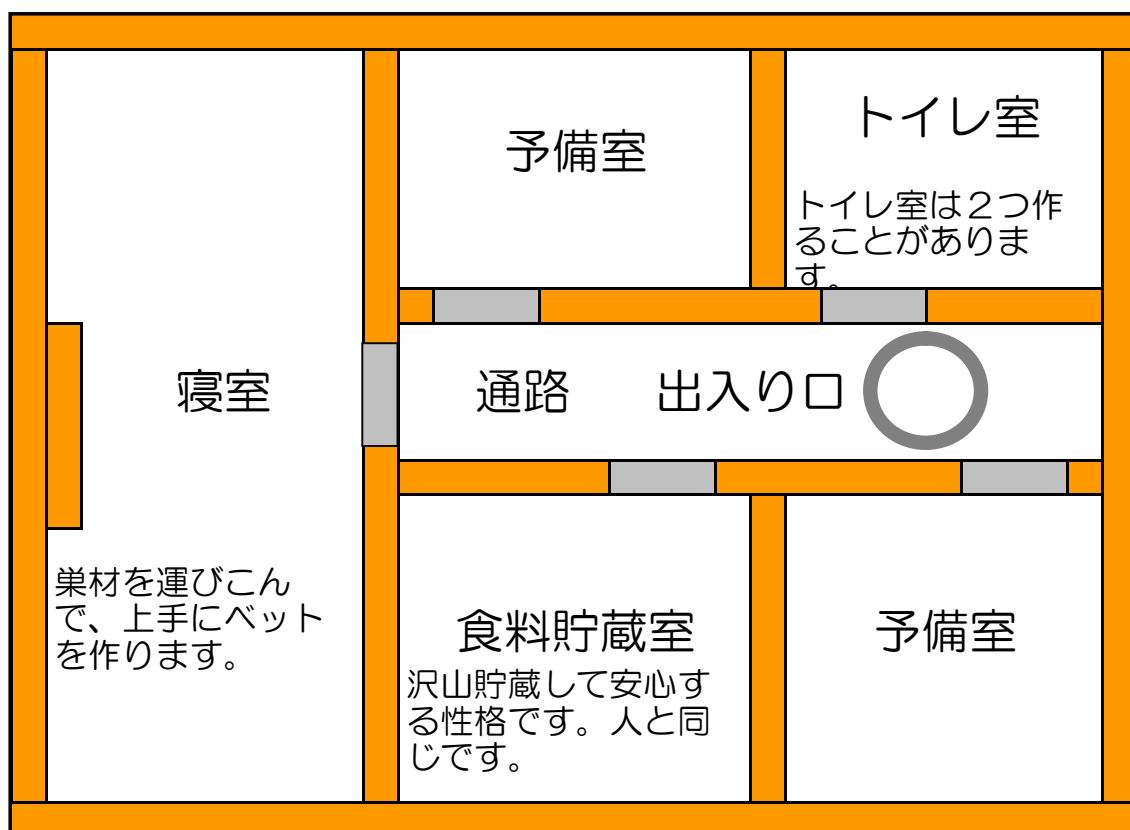 予備室
トイレ室
トイレ室は２つ作
ることがありま
す。
寝室
通路
出入り口
巣材を運びこん
で、上手にベット
を作ります。
食料貯蔵室
沢山貯蔵して安心す
る性格です。人と同
じです。
予備室